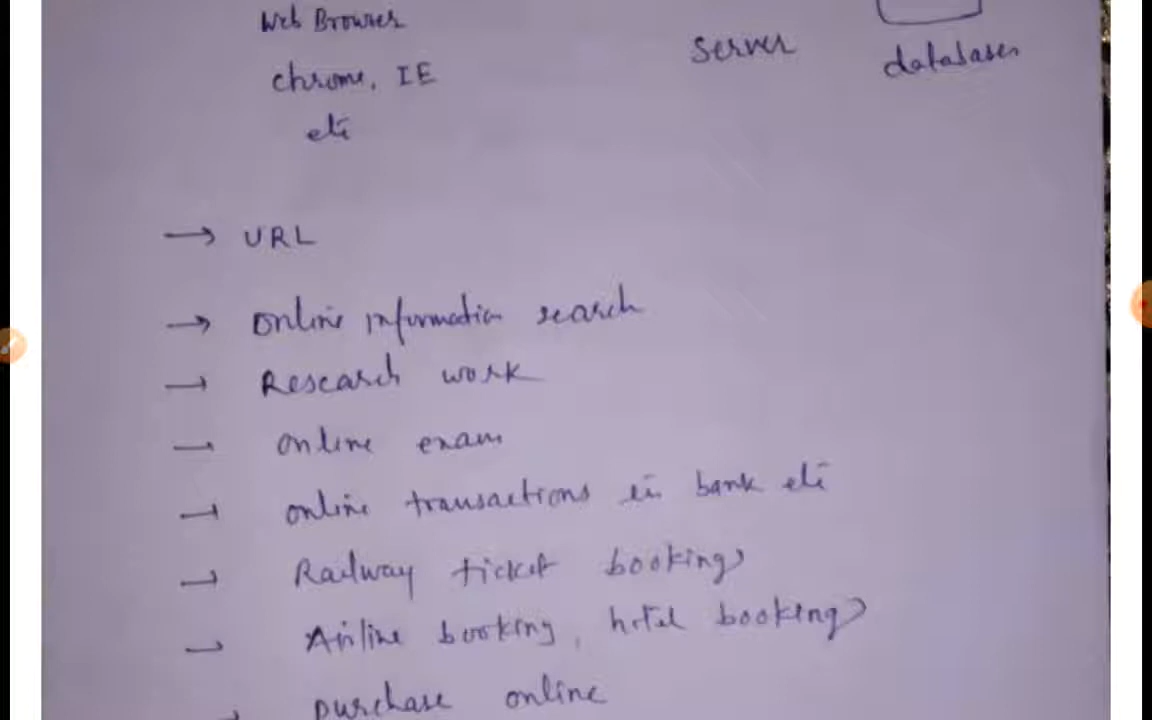 Web Browser
chrome, IE
etc
server
databases
→ URL
→ Online information search
→ Research work
→ online exam
→ online transactions in bank etc
→ Railway ticket booking
→ Airline booking, hotel booking
→ purchase online